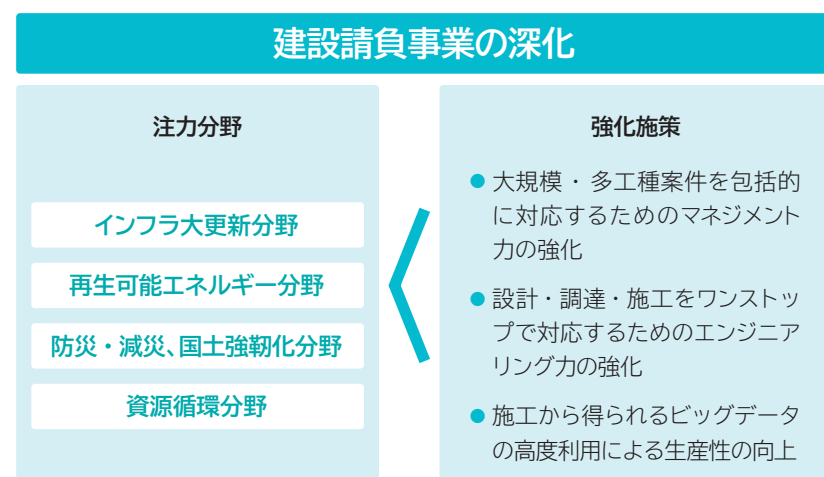 建設請負事業の深化
注力分野
インフラ大更新分野
再生可能エネルギー分野
防災・減災、国土強靭化分野
資源循環分野
強化施策
● 大規模・多工種案件を包括的
に対応するためのマネジメント
力の強化
● 設計・調達・施工をワンストッ
プで対応するためのエンジニア
リング力の強化
● 施工から得られるビッグデータ
の高度利用による生産性の向上